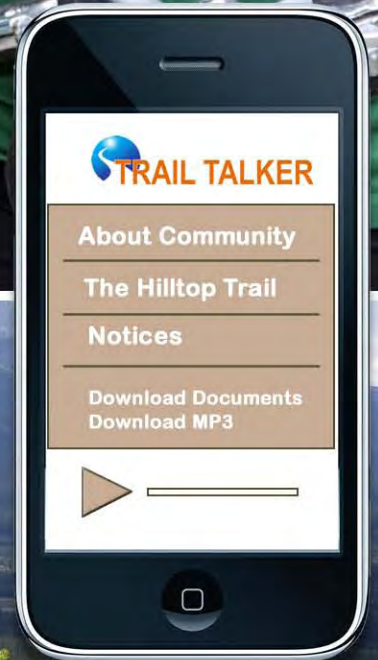 TRAIL TALKER
About Community
The Hilltop Trail
Notices
Download Documents
Download MP3